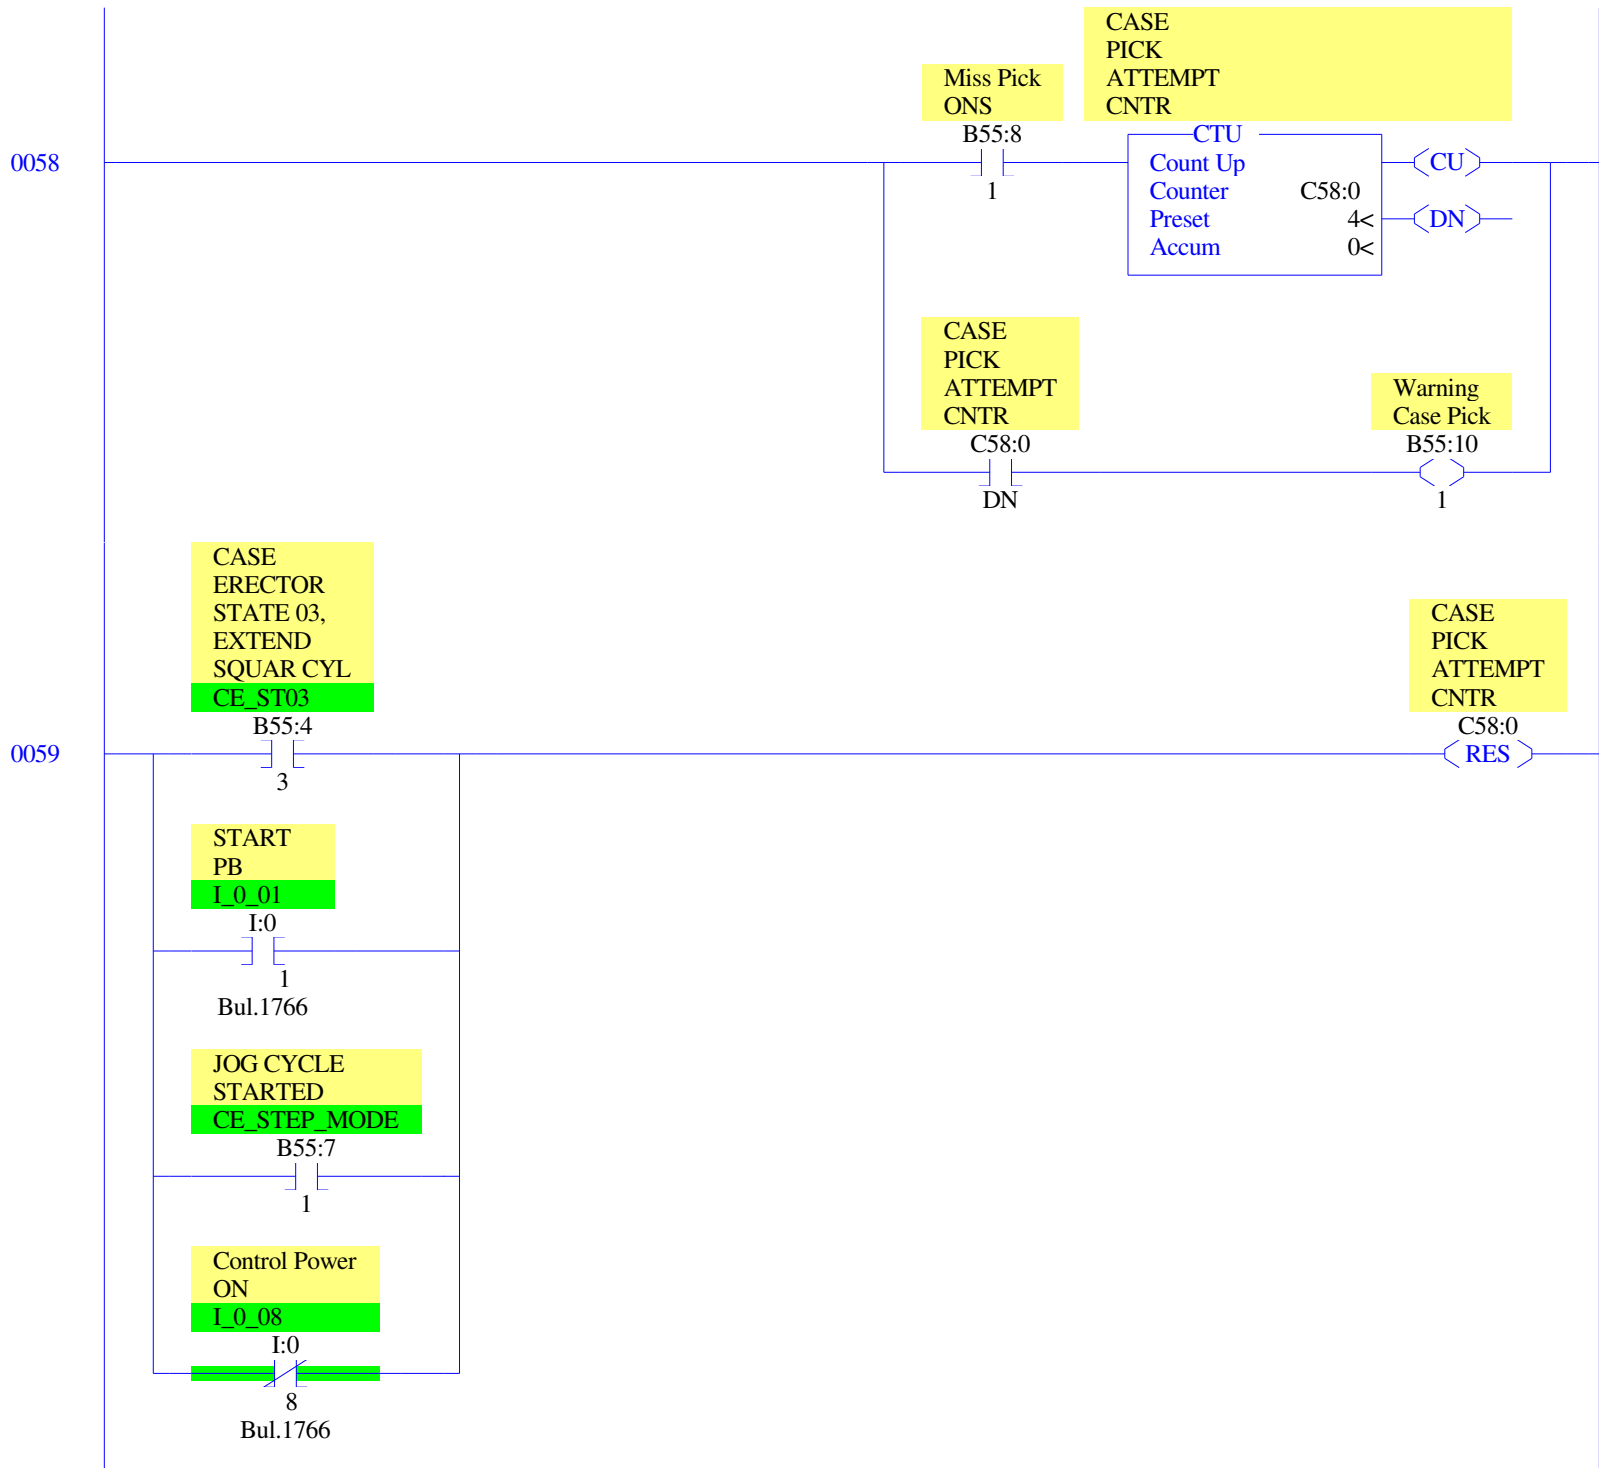 CASE
PICK
ATTEMPT
CNTR
Miss Pick
ONS
B55:8
1
CTU
Count Up
Counter C58:0
Preset 4<
Accum 0<
CU
DN
0058
CASE
PICK
ATTEMPT
CNTR
C58:0
DN
Warning
Case Pick
B55:10
1
CASE
ERECTOR
STATE 03,
EXTEND
SQUAR CYL
CE_ST03
B55:4
3
CASE
PICK
ATTEMPT
CNTR
C58:0
RES
0059
START
PB
I_0_01
I:0
1
Bul.1766
JOG CYCLE
STARTED
CE_STEP_MODE
B55:7
1
Control Power
ON
I_0_08
I:0
8
Bul.1766